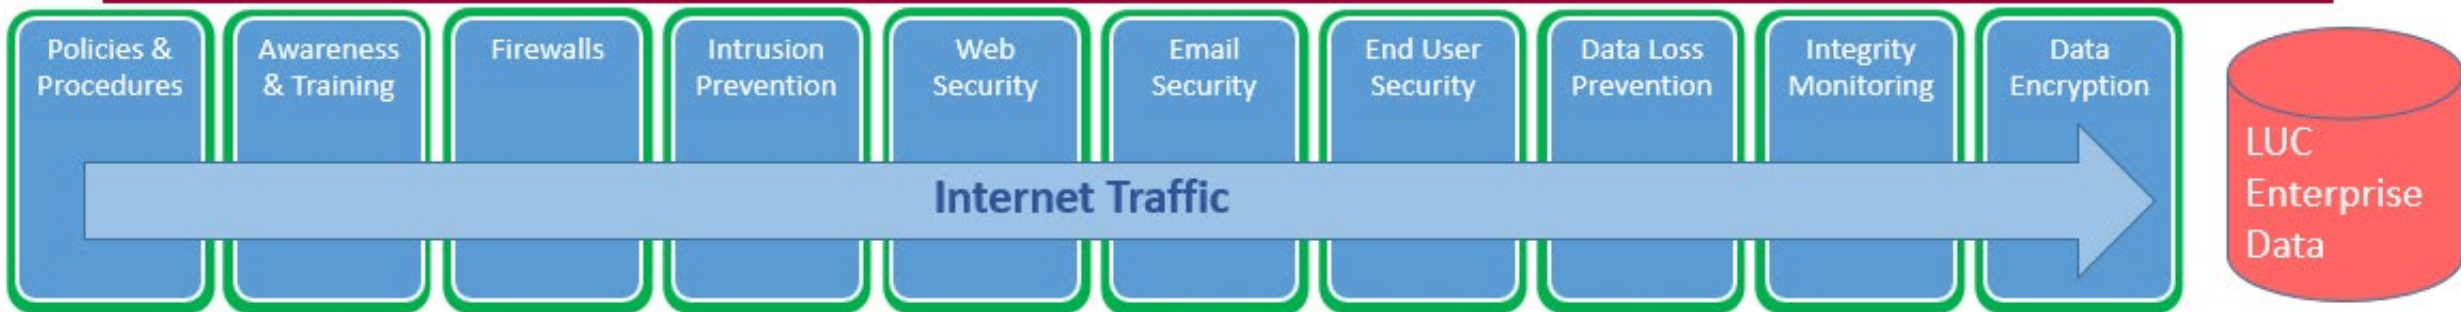 Policies &
Procedures
Awareness
& Training
Firewalls
Intrusion
Prevention
Web
Security
Email
Security
End User
Security
Data Loss
Prevention
Integrity
Monitoring
Data
Encryption
Internet Traffic
LUC
Enterprise
Data